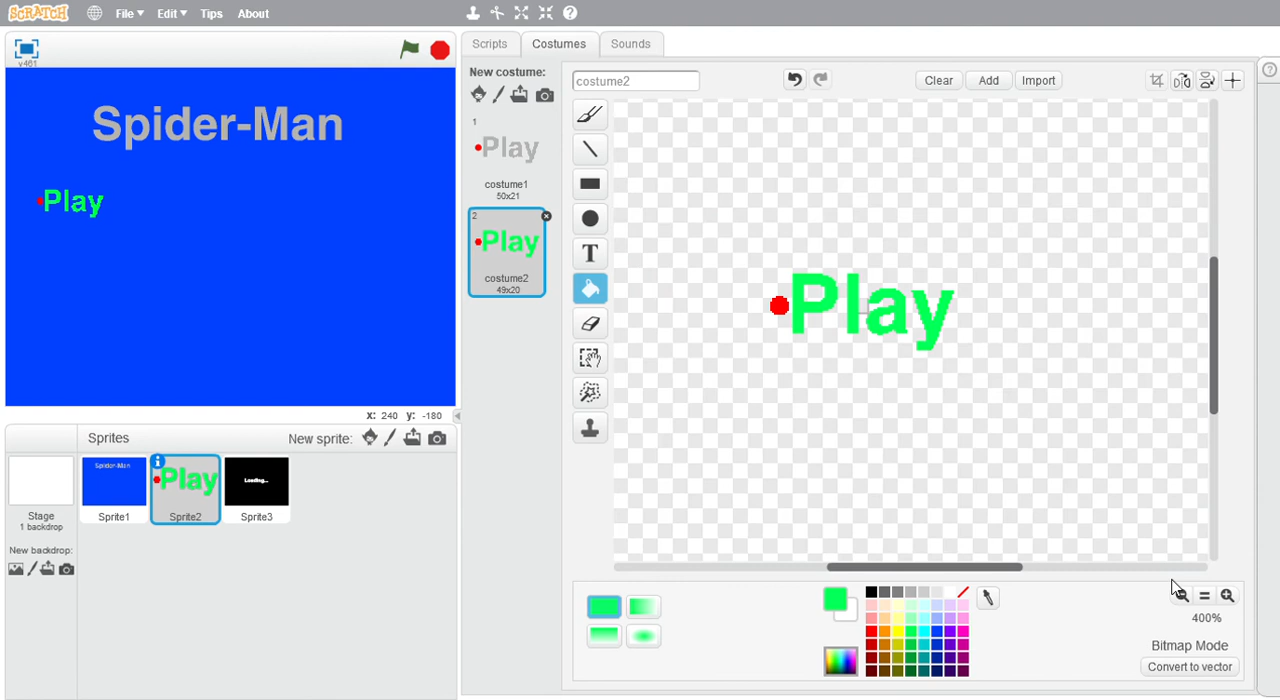 SCRATCH File Edit Tips About
v461
Scripts Costumes Sounds
New costume:
costume2
Clear Add Import
Spider-Man
Play
1
Play
costume1
50x21
2
Play
costume2
49x20
Play
x: 240 y: -180
Sprites New sprite:
Stage
1 backdrop
New backdrop:
Spider-Man
Sprite1
Play
Sprite2
Loading...
Sprite3
T
400%
Bitmap Mode
Convert to vector